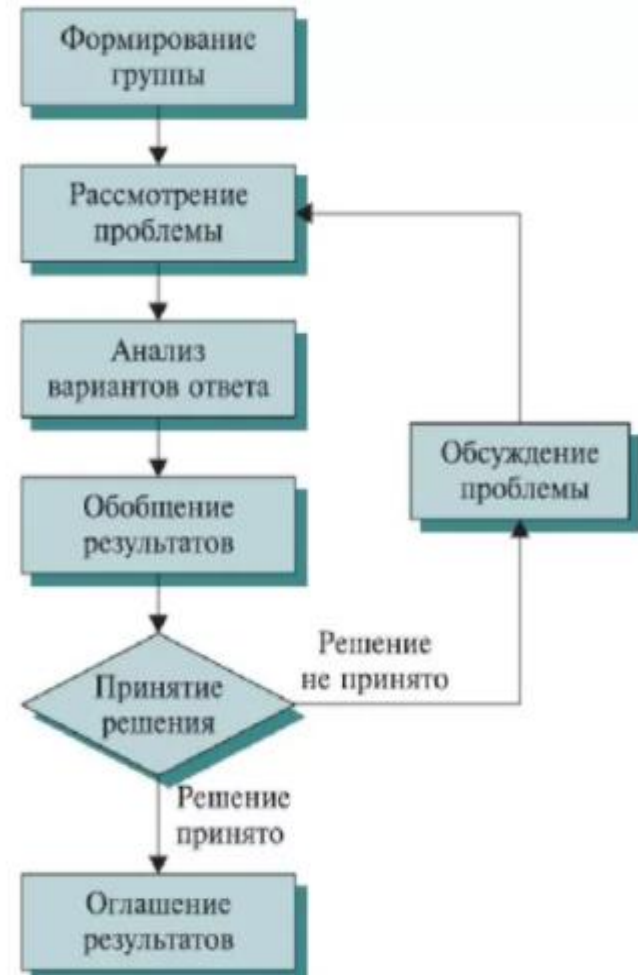 Формирование
группы
Рассмотрение
проблемы
Анализ
вариантов ответа
Обсуждение
проблемы
Обобщение
результатов
Решение
не принято
Принятие
решения
Решение
принято
Оглашение
результатов